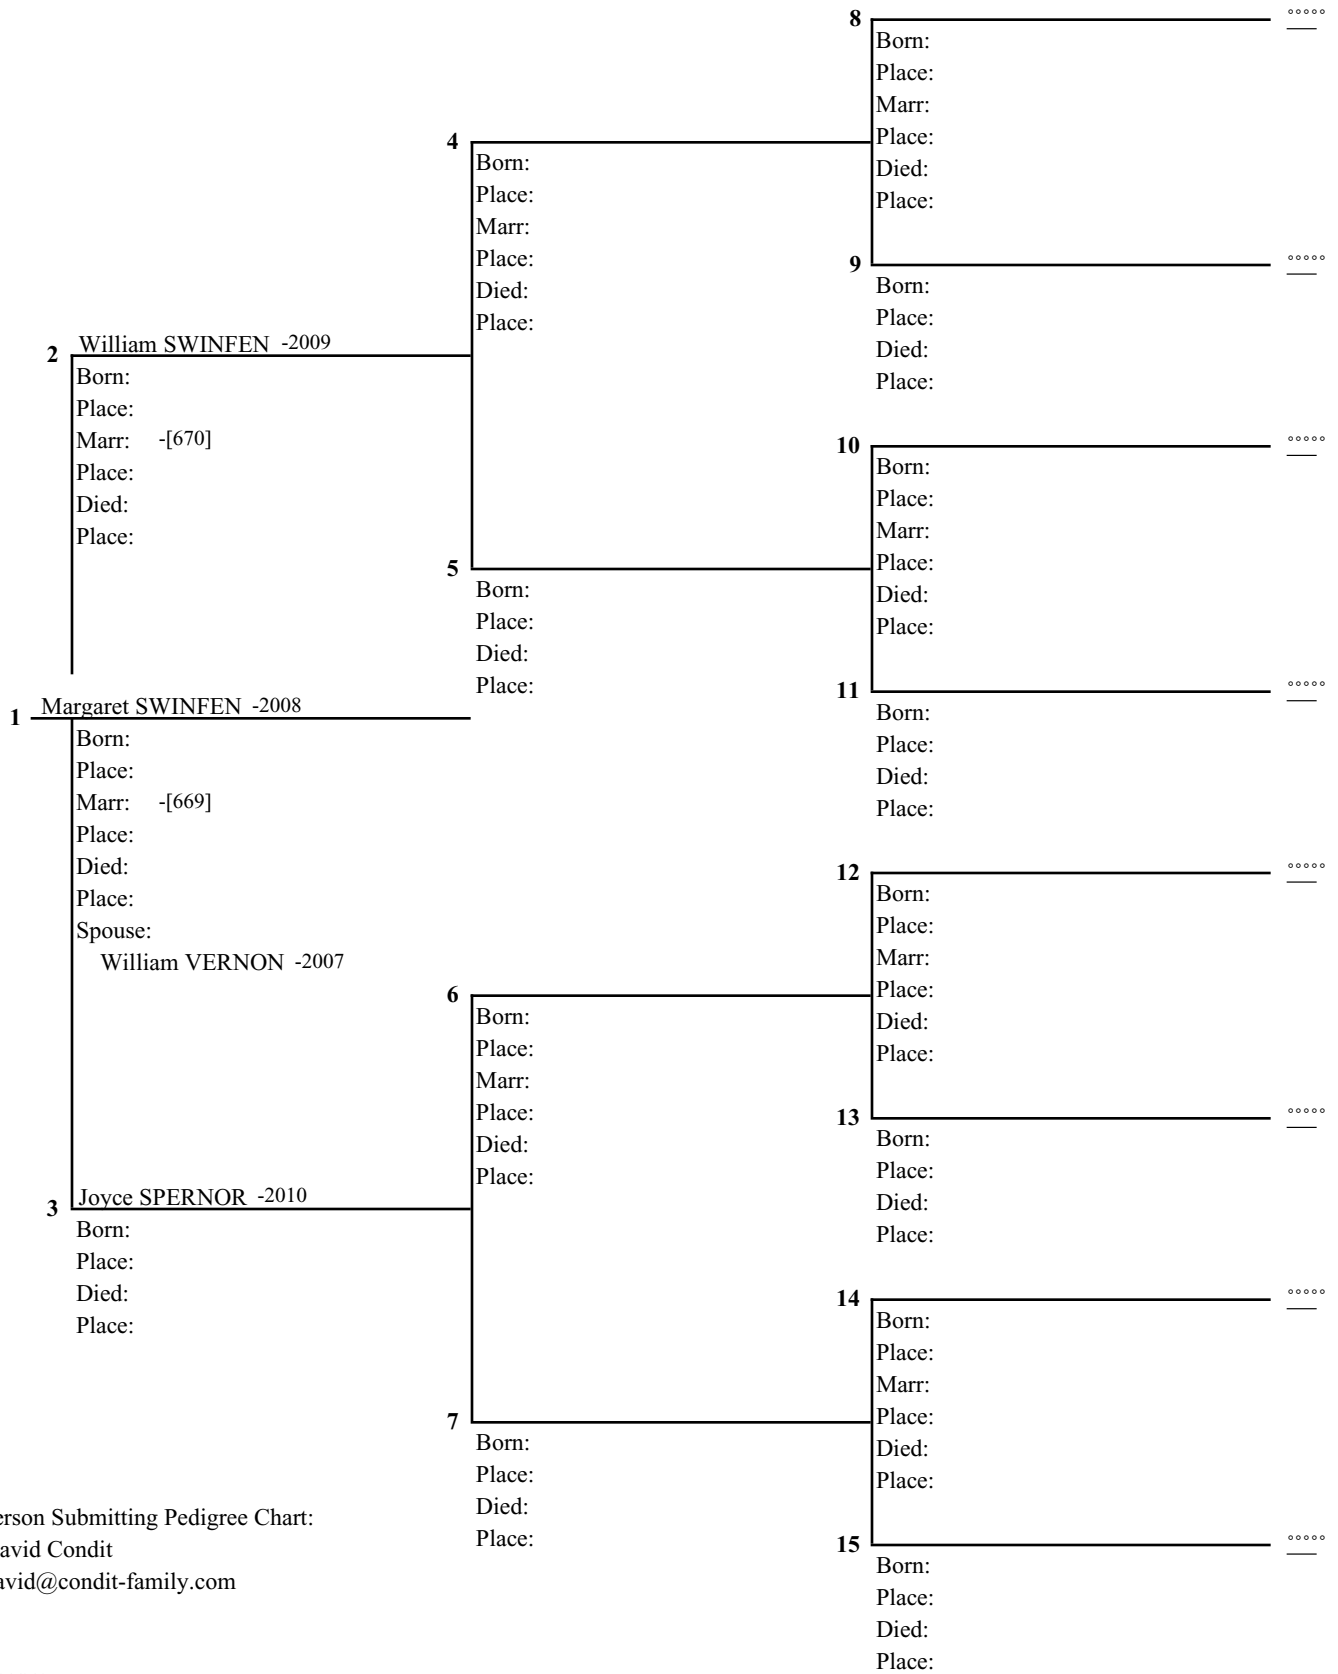 2 William SWINFEN -2009
Born:
Place:
Marr: -[670]
Place:
Died:
Place:
1 Margaret SWINFEN -2008
Born:
Place:
Marr: -[669]
Place:
Died:
Place:
Spouse:
William VERNON -2007
3 Joyce SPERNOR -2010
Born:
Place:
Died:
Place:
erson Submitting Pedigree Chart:
avid Condit
avid@condit-family.com
4
Born:
Place:
Marr:
Place:
Died:
Place:
5
Born:
Place:
Died:
Place:
6
Born:
Place:
Marr:
Place:
Died:
Place:
7
Born:
Place:
Died:
Place:
8 °°°°°
Born:
Place:
Marr:
Place:
Died:
Place:
9 °°°°°
Born:
Place:
Died:
Place:
10 °°°°°
Born:
Place:
Marr:
Place:
Died:
Place:
11 °°°°°
Born:
Place:
Died:
Place:
12 °°°°°
Born:
Place:
Marr:
Place:
Died:
Place:
13 °°°°°
Born:
Place:
Died:
Place:
14 °°°°°
Born:
Place:
Marr:
Place:
Died:
Place:
15 °°°°°
Born:
Place:
Died:
Place: